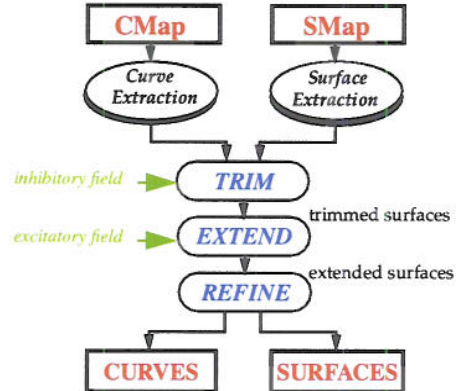 CMap
SMap
Curve
Extraction
Surface
Extraction
inhibitory field
TRIM
trimmed surfaces
excitatory field
EXTEND
extended surfaces
REFINE
CURVES
SURFACES